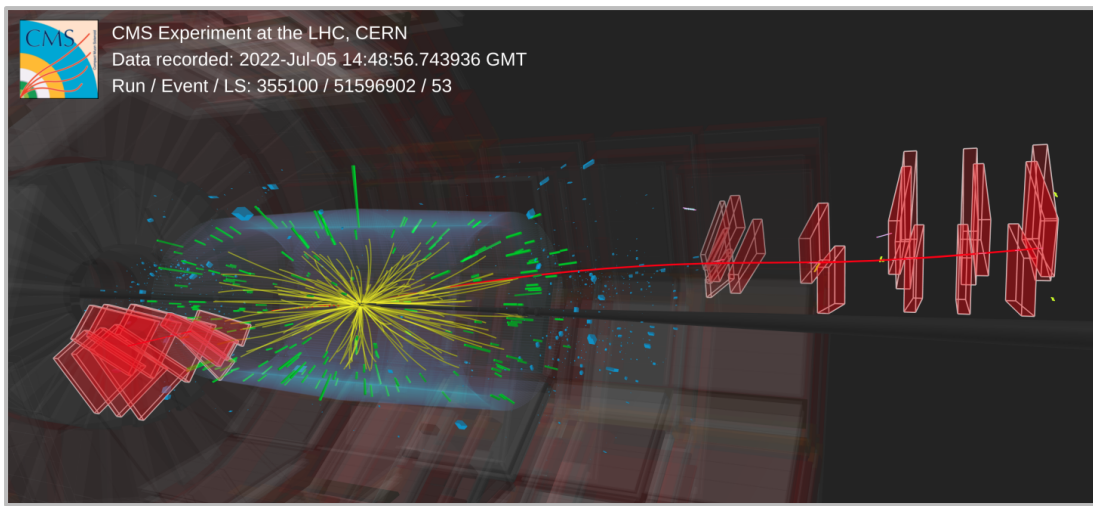 CMS
CMS Experiment at the LHC, CERN
Data recorded: 2022-Jul-05 14:48:56.743936 GMT
Run / Event / LS: 355100 / 51596902 / 53